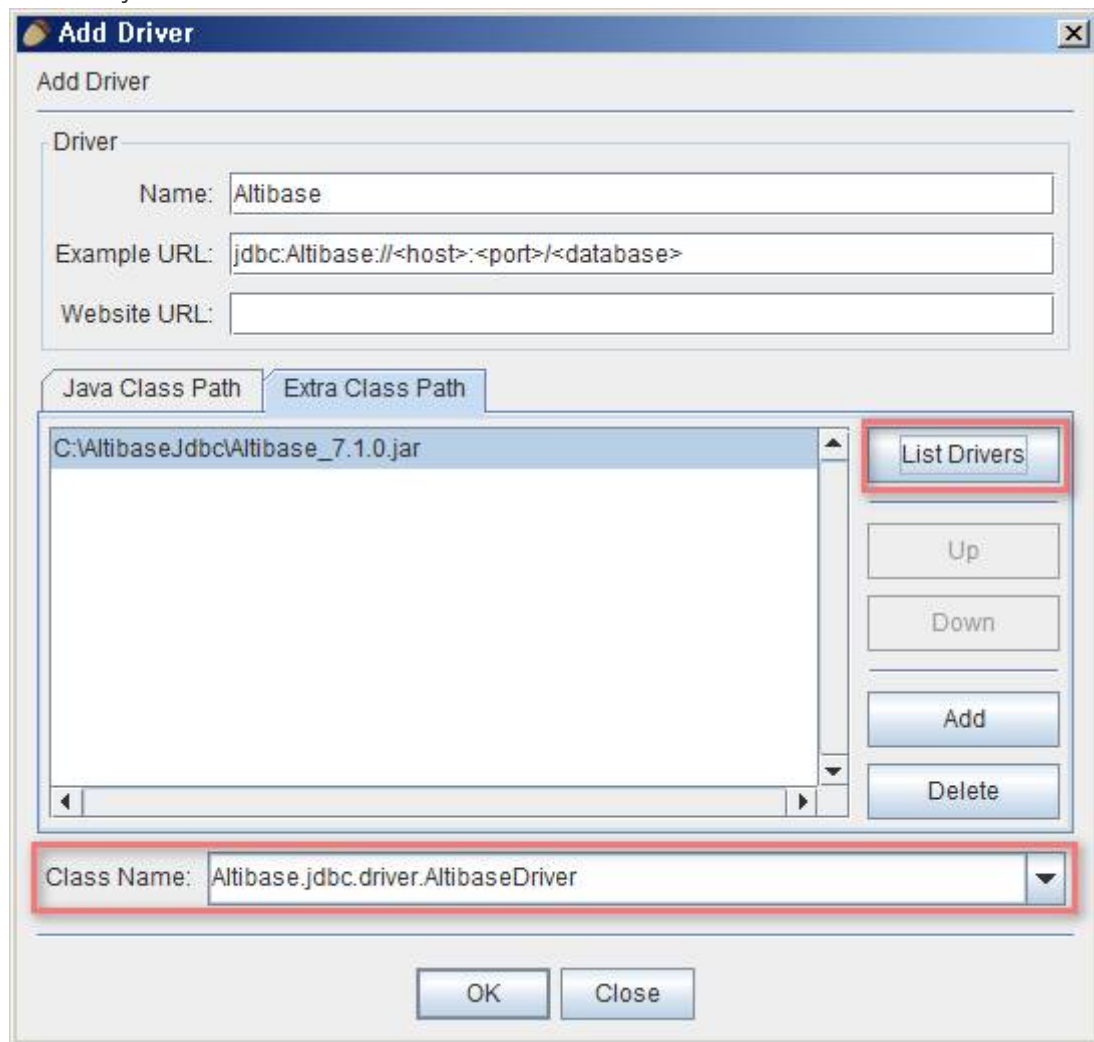 Add Driver
Add Driver
Driver
Name: Altibase
Example URL: jdbc:Altibase://<host>:<port>/<database>
Website URL:
Java Class Path Extra Class Path
C:\AltibaseJdbc\Altibase_7.1.0.jar
List Drivers
Up
Down
Add
Delete
Class Name: Altibase.jdbc.driver.AltibaseDriver
OK Close